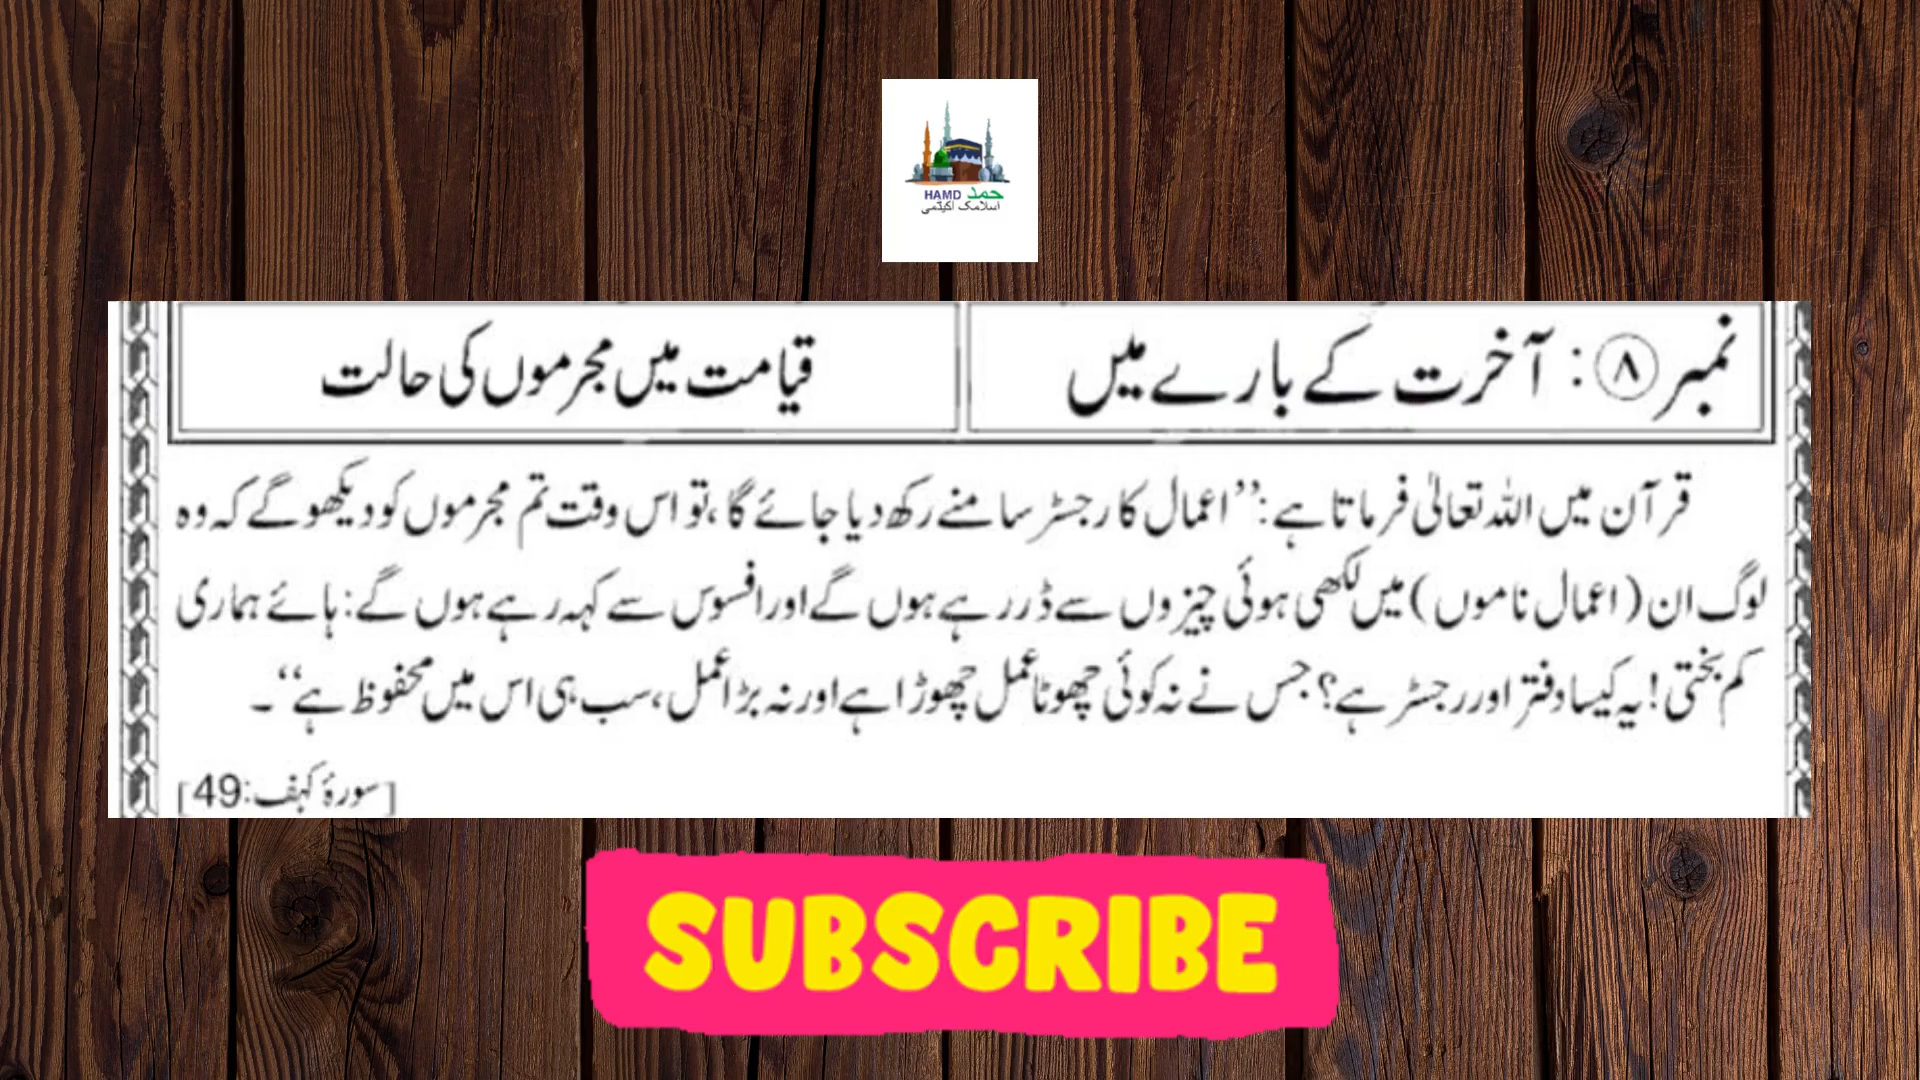 HAMD حمد
اسلامک اکیڈمی
نمبر ۸ : آخرت کے بارے میں
قیامت میں مجرموں کی حالت
قرآن میں اللہ تعالیٰ فرماتا ہے :’’اعمال کا رجسٹر سامنے رکھ دیا جائے گا ،تو اس وقت تم مجرموں کو دیکھو گے کہ وہ
لوگ ان ( اعمال ناموں ) میں لکھی ہوئی چیزوں سے ڈر رہے ہوں گے اور افسوس سے کہہ رہے ہوں گے : ہائے ہماری
کم بختی ! یہ کیسا دفتر اور رجسٹر ہے ؟ جس نے نہ کوئی چھوٹا عمل چھوڑا ہے اور نہ بڑا عمل ، سب ہی اس میں محفوظ ہے‘‘ ۔
[سورۂ کہف :49]
SUBSCRIBE